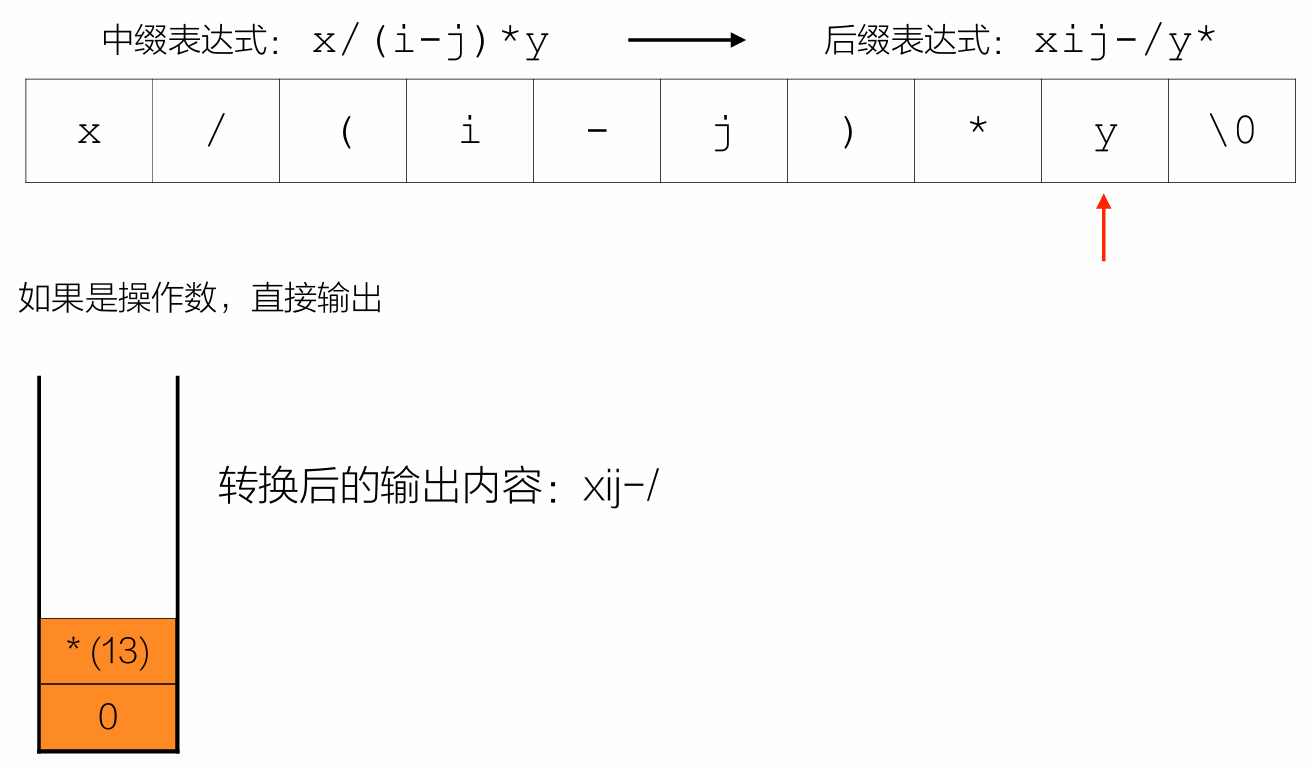 中缀表达式： x/(i-j)*y 后缀表达式： xij-/y*
x / ( i - j ) * y \0
如果是操作数，直接输出
转换后的输出内容：xij-/
* (13)
0